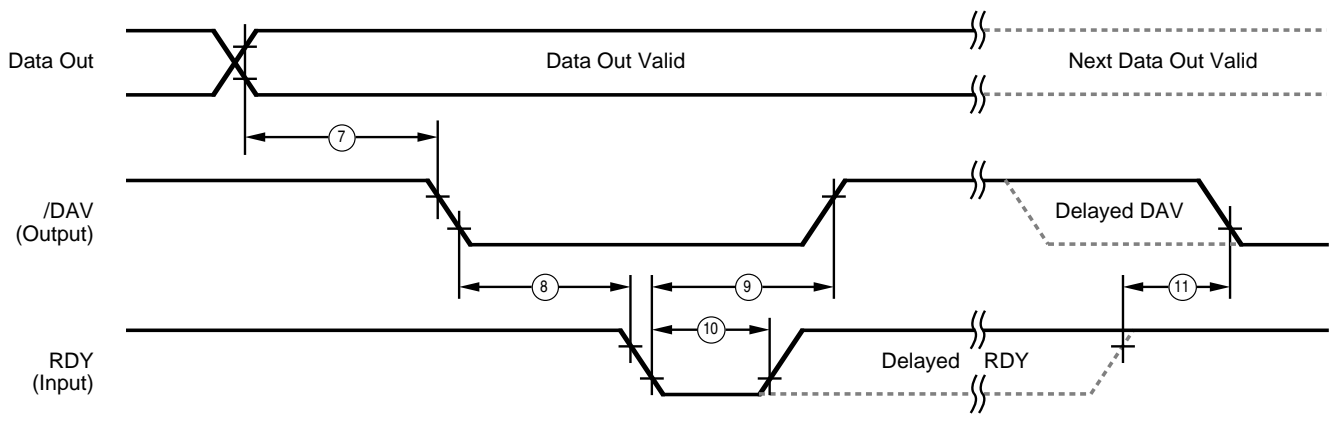 Data Out
Data Out Valid
Next Data Out Valid
7
/DAV
(Output)
Delayed DAV
8
9
11
10
RDY
(Input)
Delayed RDY